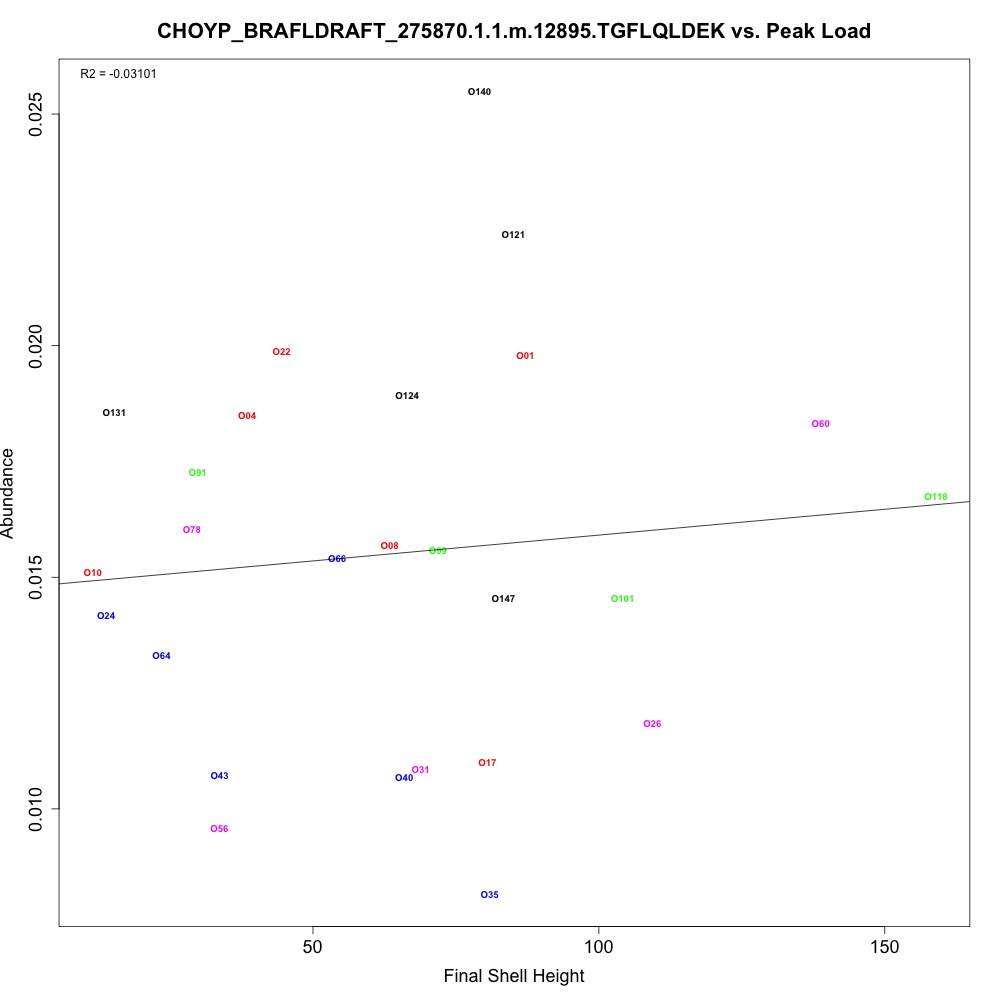 CHOYP_BRAFLDRAFT_275870.1.1.m.12895.TGFLQLDEK vs. Peak Load
R2 = -0.03101
O140
O121
O22
O01
O124
O131
O04
O60
O91
O118
O78
O08
O99
O66
O10
O147
O101
O24
O64
O26
O17
O31
O43
O40
O56
O35
0.025
0.020
0.015
0.010
Abundance
50 100 150
Final Shell Height